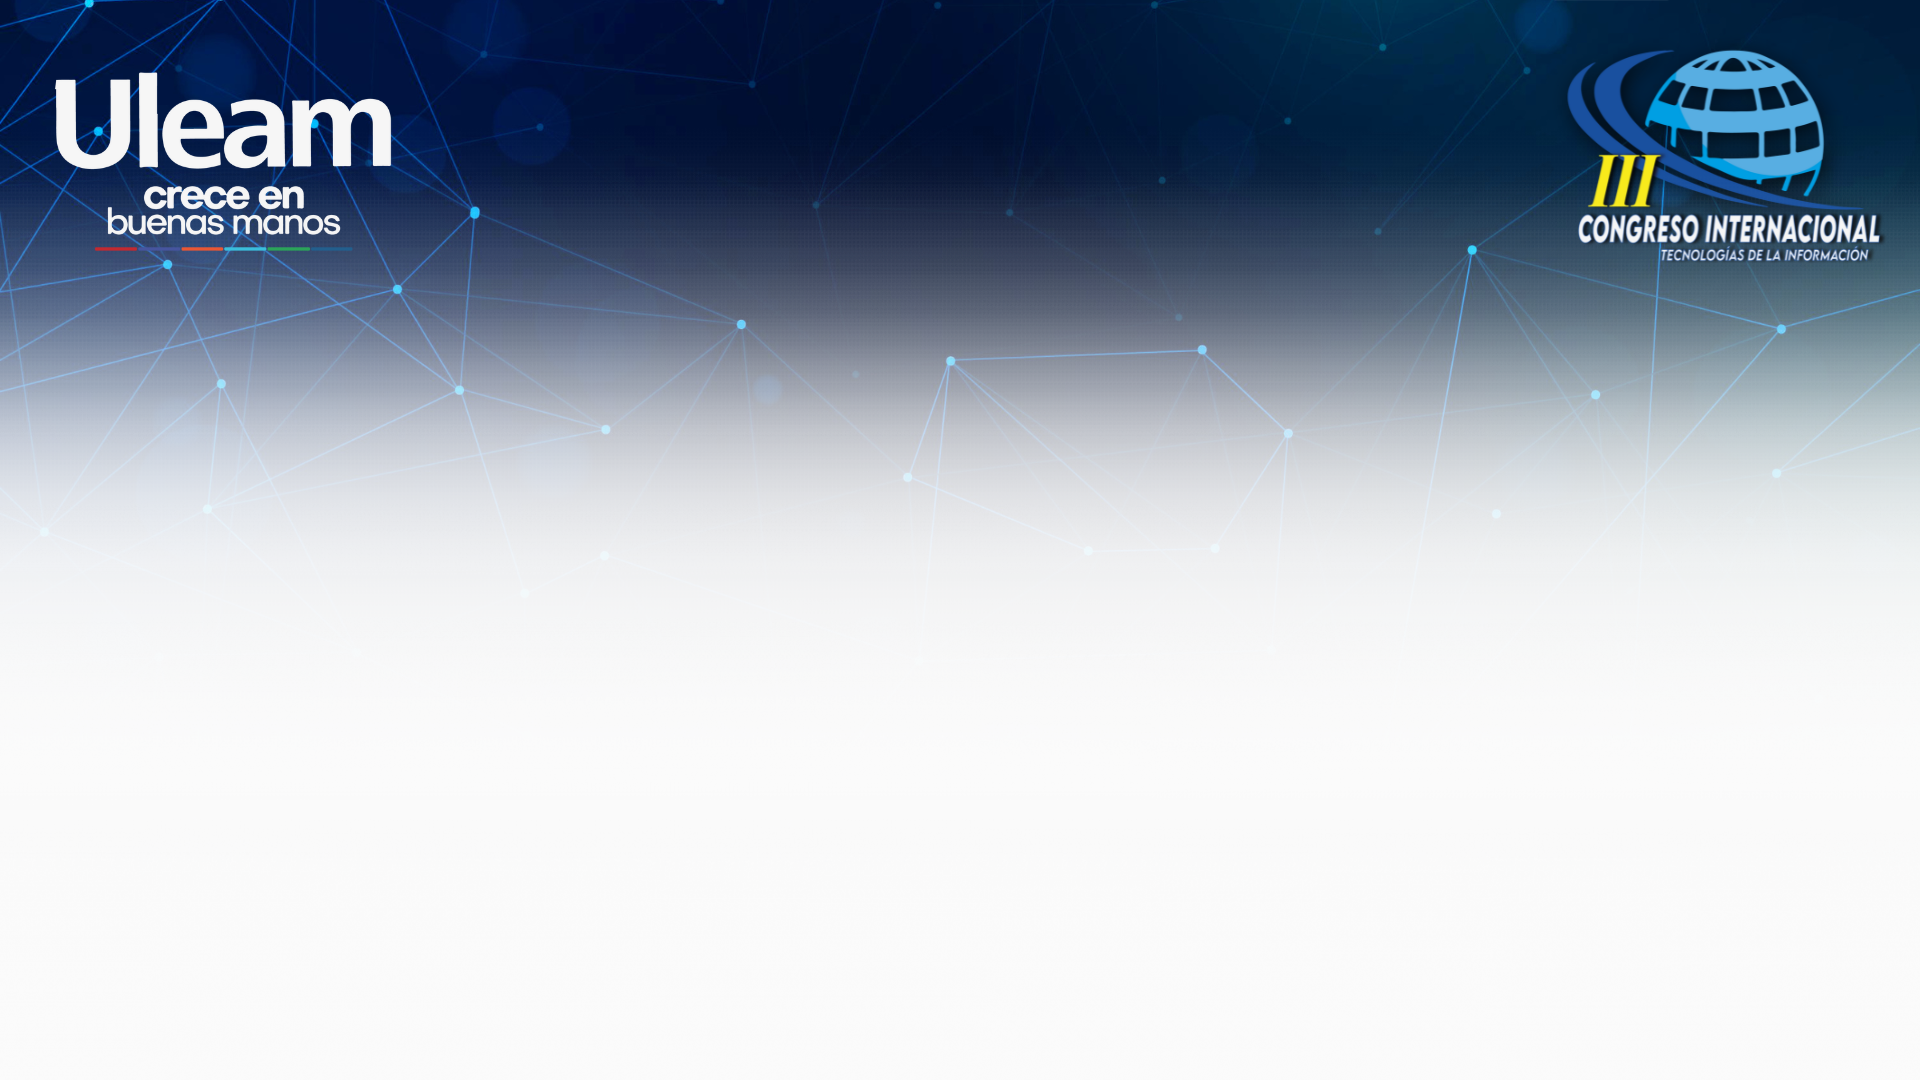 Uleam
crece en
buenas manos
III
CONGRESO INTERNACIONAL
TECNOLOGÍAS DE LA INFORMACIÓN